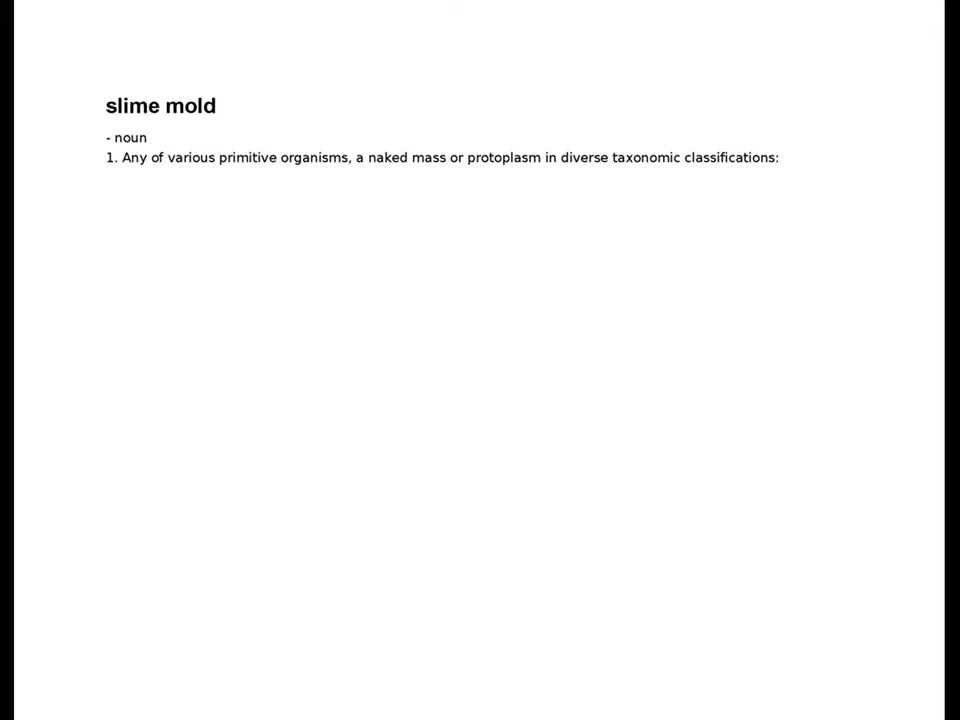 slime mold
- noun
1. Any of various primitive organisms, a naked mass or protoplasm in diverse taxonomic classifications: